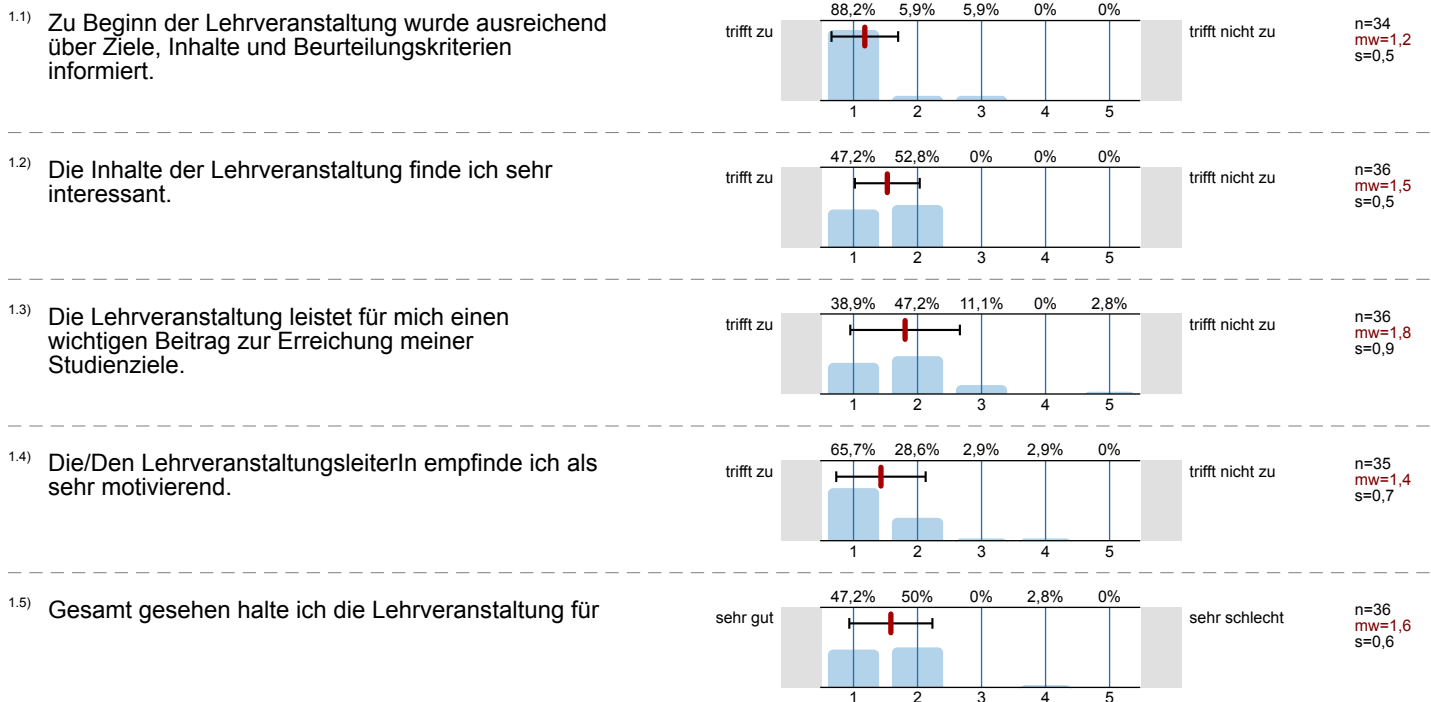 1.1) Zu Beginn der Lehrveranstaltung wurde ausreichend
über Ziele, Inhalte und Beurteilungskriterien
informiert.
trifft zu
88,2% 5,9% 5,9% 0% 0%
1 2 3 4 5
trifft nicht zu
n=34
mw=1,2
s=0,5
1.2) Die Inhalte der Lehrveranstaltung finde ich sehr
interessant.
trifft zu
47,2% 52,8% 0% 0% 0%
1 2 3 4 5
trifft nicht zu
n=36
mw=1,5
s=0,5
1.3) Die Lehrveranstaltung leistet für mich einen
wichtigen Beitrag zur Erreichung meiner
Studienziele.
trifft zu
38,9% 47,2% 11,1% 0% 2,8%
1 2 3 4 5
trifft nicht zu
n=36
mw=1,8
s=0,9
1.4) Die/Den LehrveranstaltungsleiterIn empfinde ich als
sehr motivierend.
trifft zu
65,7% 28,6% 2,9% 2,9% 0%
1 2 3 4 5
trifft nicht zu
n=35
mw=1,4
s=0,7
1.5) Gesamt gesehen halte ich die Lehrveranstaltung für
sehr gut
47,2% 50% 0% 2,8% 0%
1 2 3 4 5
sehr schlecht
n=36
mw=1,6
s=0,6